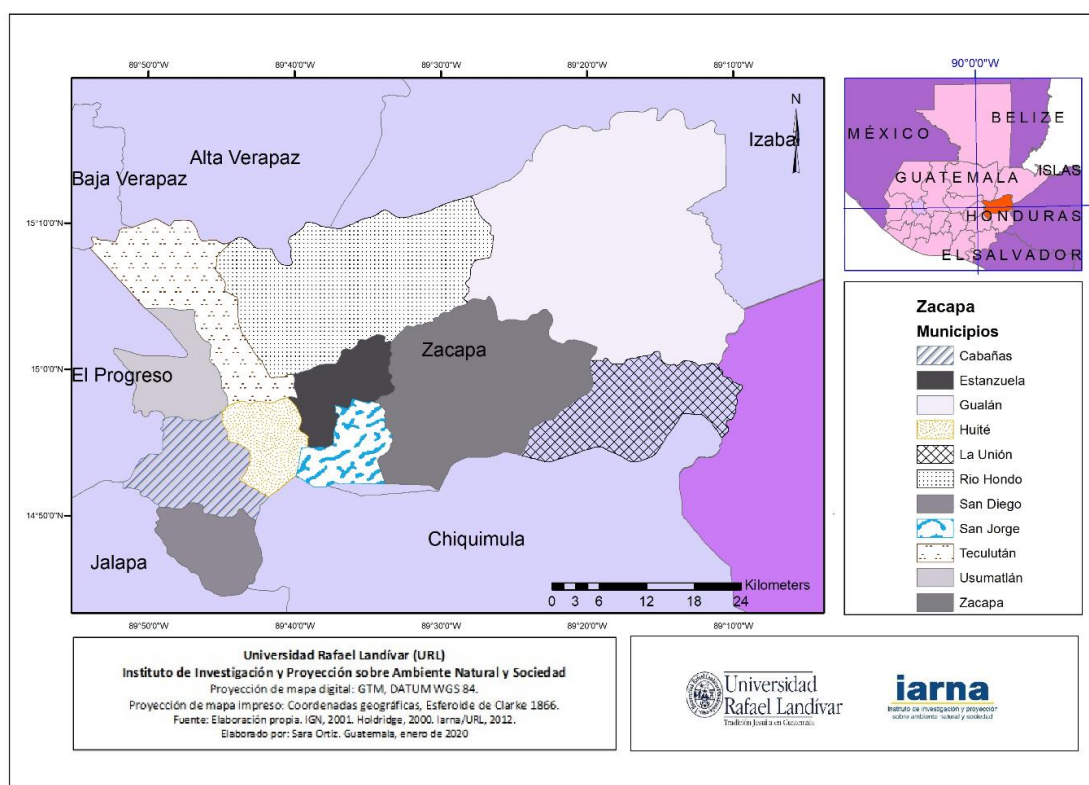 89°50'0"W 89°40'0"W 89°30'0"W 89°20'0"W 89°10'0"W
15°10'0"N
15°0'0"N
14°50'0"N
N
Alta Verapaz
Izabal
Baja Verapaz
El Progreso
Zacapa
Jalapa
Chiquimula
Kilometers
0 3 6 12 18 24
89°50'0"W 89°40'0"W 89°30'0"W 89°20'0"W 89°10'0"W
90°0'0"W
MÉXICO
BELIZE
GUATEMALA
ISLAS
HONDURAS
EL SALVADOR
Zacapa
Municipios
Cabañas
Estanzuela
Gualán
Huité
La Unión
Rio Hondo
San Diego
San Jorge
Teculután
Usumatlán
Zacapa
Universidad Rafael Landívar (URL)
Instituto de Investigación y Proyección sobre Ambiente Natural y Sociedad
Proyección de mapa digital: GTM, DATUM WGS 84.
Proyección de mapa impreso: Coordenadas geográficas, Esferoide de Clarke 1866.
Fuente: Elaboración propia. IGN, 2001. Holdridge, 2000. Iarna/URL, 2012.
Elaborado por: Sara Ortiz. Guatemala, enero de 2020
Universidad
Rafael Landívar
Tradición Jesuita en Guatemala
iarna
Instituto de investigación y proyección
sobre ambiente natural y sociedad